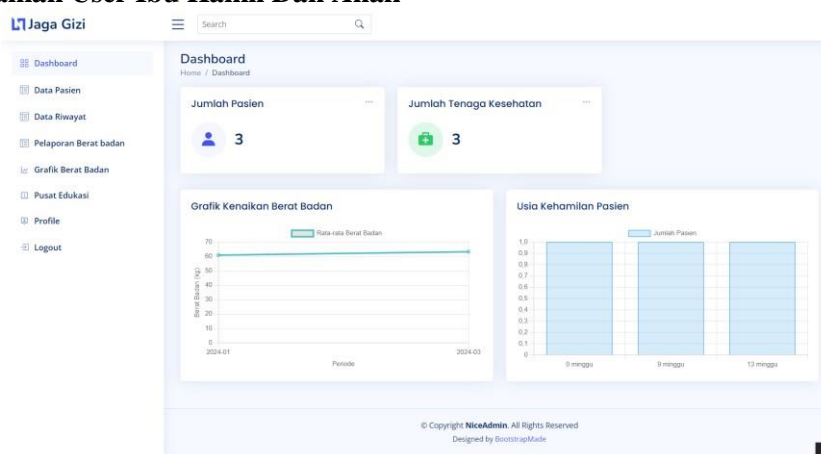 Jaga Gizi
Search
Dashboard
Data Pasien
Data Riwayat
Pelaporan Berat badan
Grafik Berat Badan
Pusat Edukasi
Profile
Logout
Dashboard
Home / Dashboard
Jumlah Pasien
3
Jumlah Tenaga Kesehatan
3
Grafik Kenaikan Berat Badan
Rata-rata Berat Badan
Berat Badan (kg)
70
60
50
40
30
20
10
0
2024-01
2024-03
Periode
Usia Kehamilan Pasien
Jumlah Pasien
1,0
0,9
0,8
0,7
0,6
0,5
0,4
0,3
0,2
0,1
0
0 minggu
9 minggu
13 minggu
© Copyright NiceAdmin. All Rights Reserved
Designed by BootstrapMade